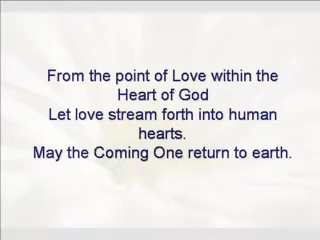 From the point of Love within the
Heart of God
Let love stream forth into human
hearts.
May the Coming One return to earth.